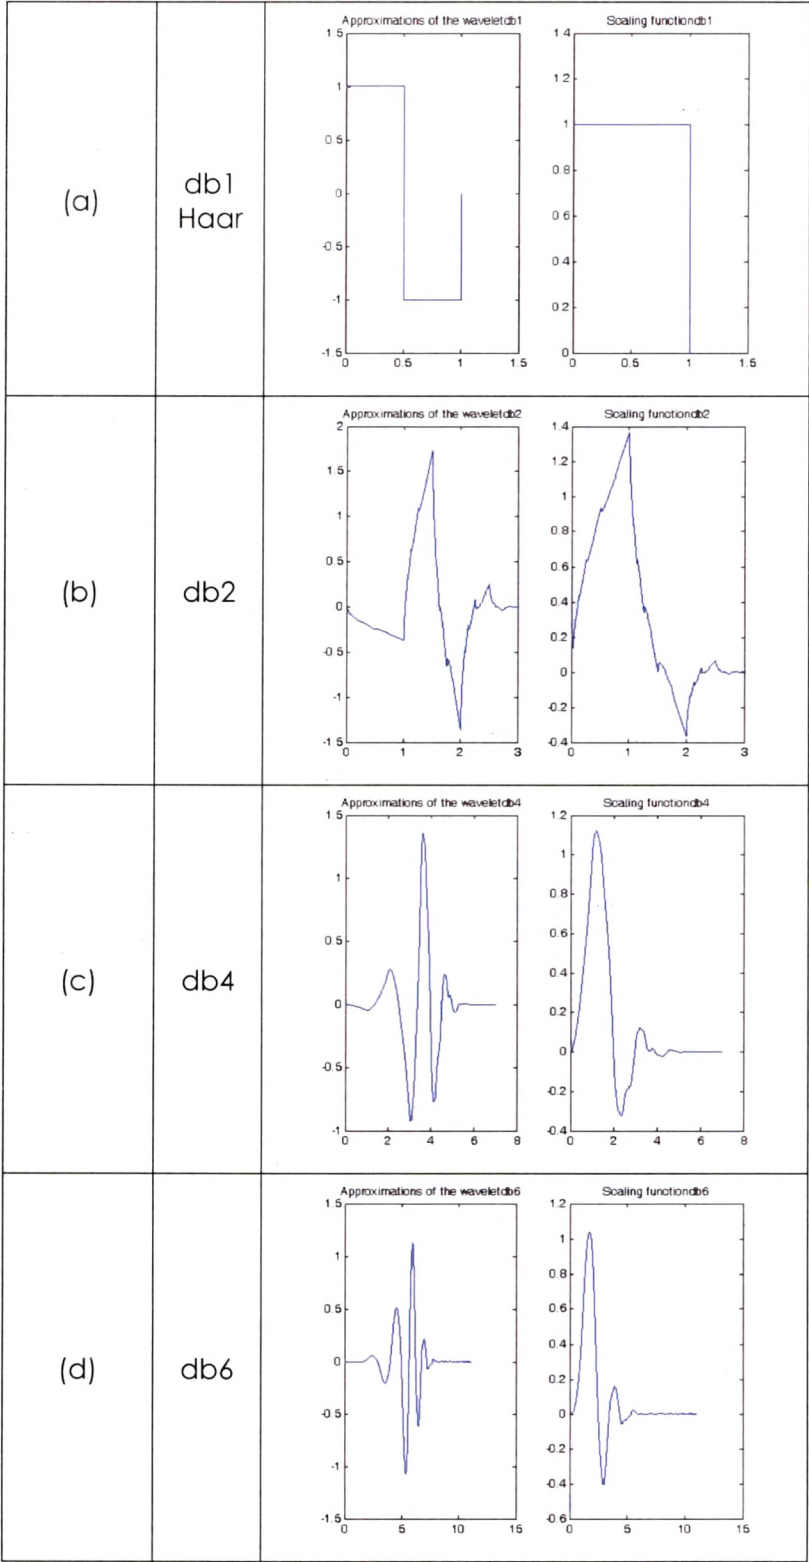 (a)
db1
Haar
Approximations of the waveletdb1
1.5
1
0.5
0
-0.5
-1
-1.5
0 0.5 1 1.5
Scaling functiondb1
1.4
1.2
1
0.8
0.6
0.4
0.2
0
0 0.5 1 1.5
(b)
db2
Approximations of the waveletdb2
2
1.5
1
0.5
0
-0.5
-1
-1.5
0 1 2 3
Scaling functiondb2
1.4
1.2
1
0.8
0.6
0.4
0.2
0
-0.2
-0.4
0 1 2 3
(c)
db4
Approximations of the waveletdb4
1.5
1
0.5
0
-0.5
-1
0 2 4 6 8
Scaling functiondb4
1.2
1
0.8
0.6
0.4
0.2
0
-0.2
-0.4
0 2 4 6 8
(d)
db6
Approximations of the waveletdb6
1.5
1
0.5
0
-0.5
-1
-1.5
0 5 10 15
Scaling functiondb6
1.2
1
0.8
0.6
0.4
0.2
0
-0.2
-0.4
-0.6
0 5 10 15